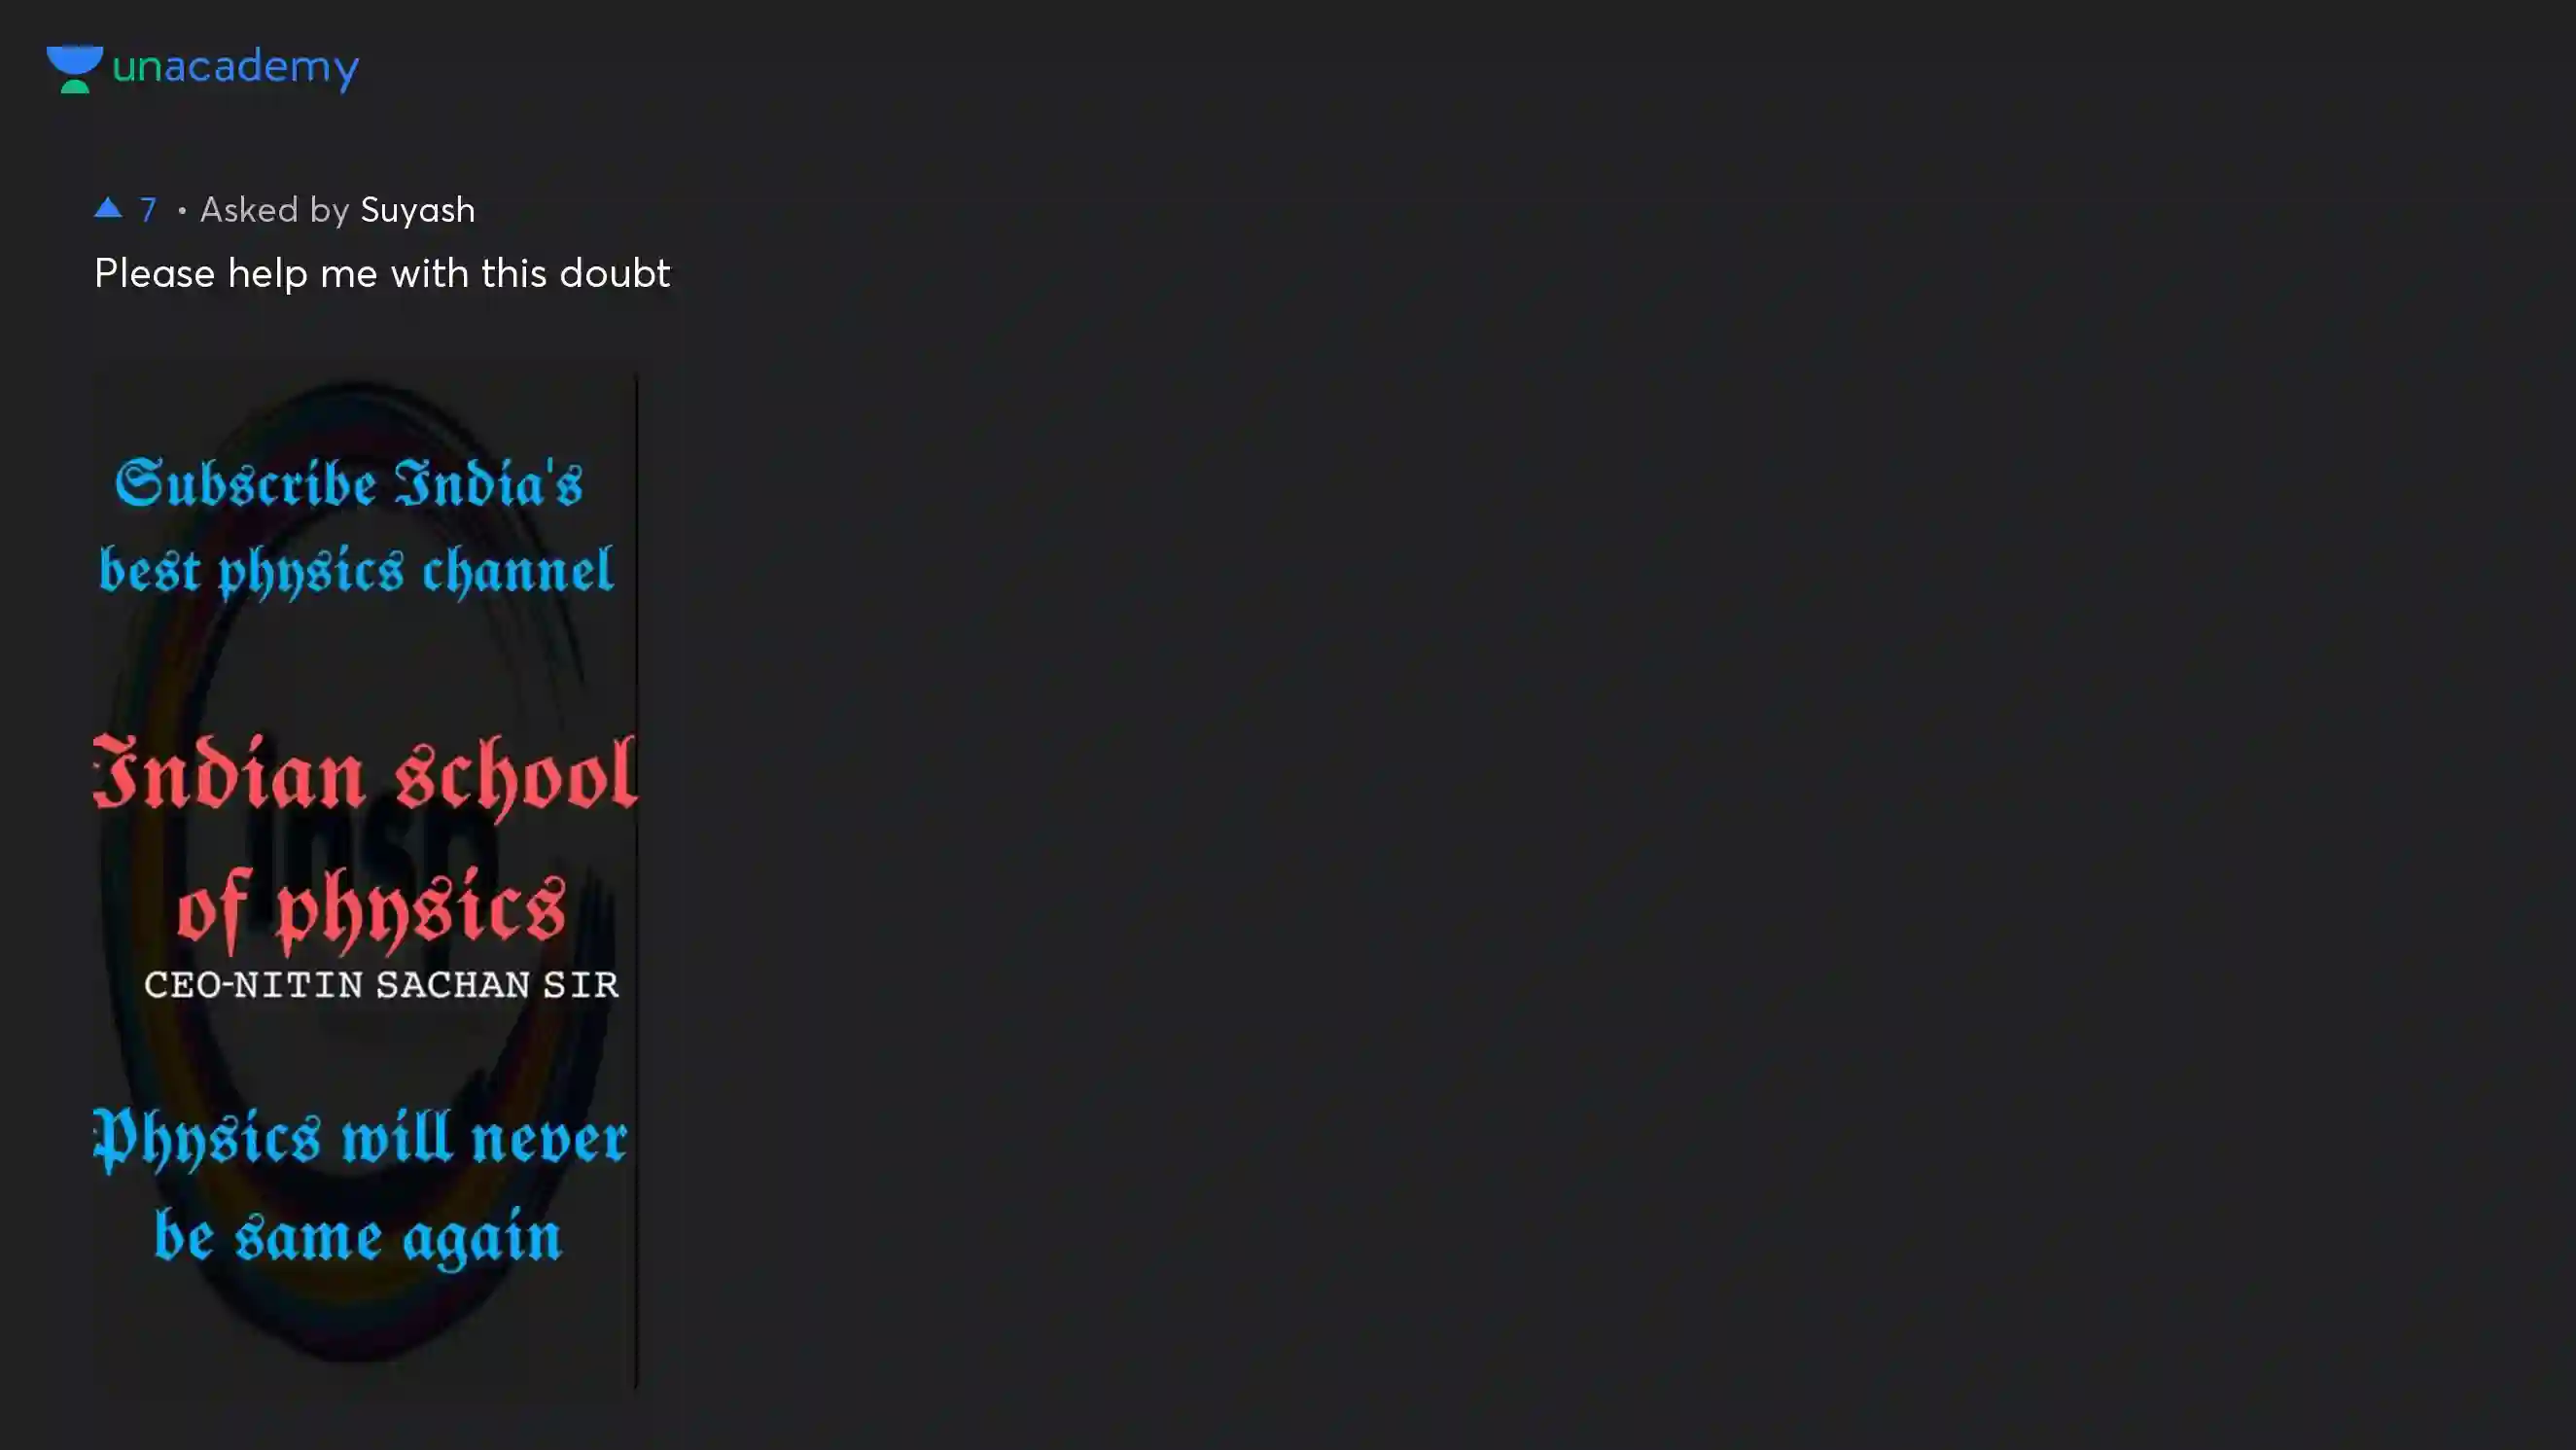 unacademy
▲ 7 • Asked by Suyash
Please help me with this doubt
Subscribe India's
best physics channel
Indian school
of physics
insp
CEO-NITIN SACHAN SIR
Physics will never
be same again